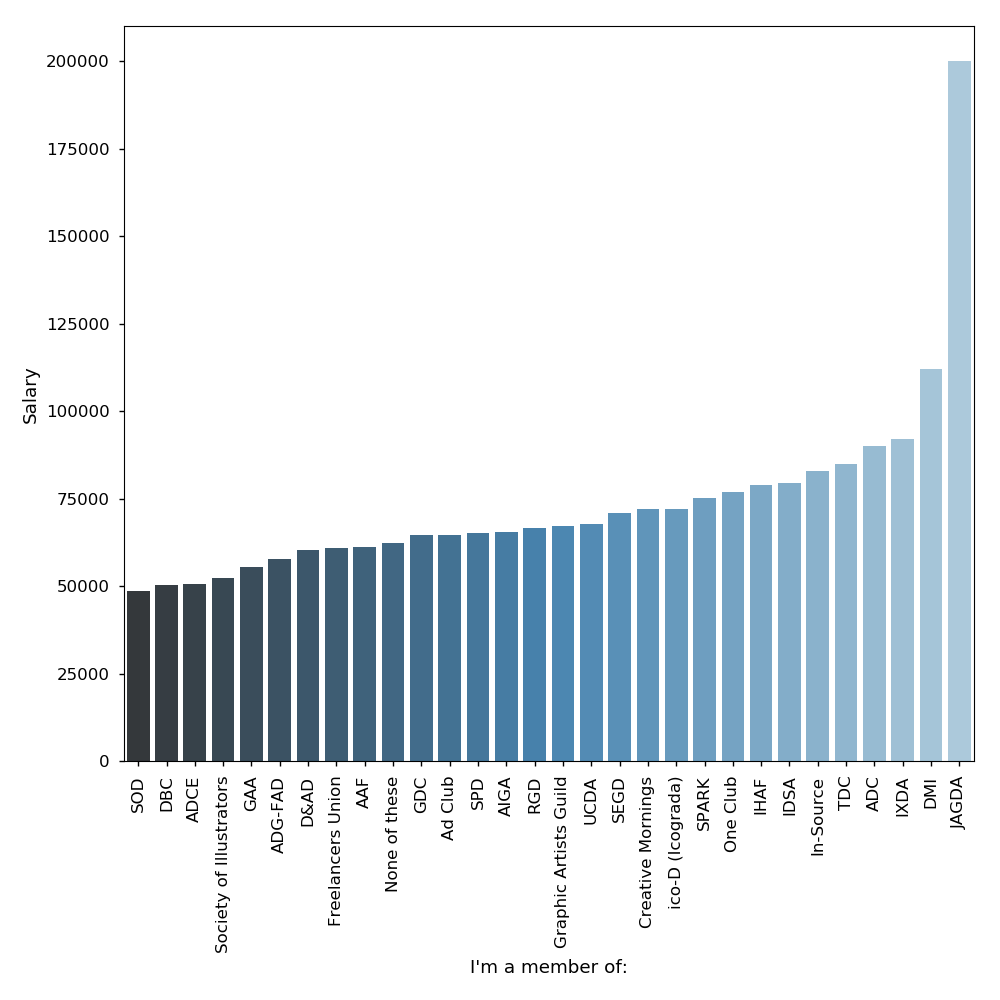 200000
175000
150000
125000
100000
75000
50000
25000
0
Salary
SOD
DBC
ADCE
Society of Illustrators
GAA
ADG-FAD
D&AD
Freelancers Union
AAF
None of these
GDC
Ad Club
SPD
AIGA
RGD
Graphic Artists Guild
UCDA
SEGD
Creative Mornings
ico-D (Icograda)
SPARK
One Club
IHAF
IDSA
In-Source
TDC
ADC
IXDA
DMI
JAGDA
I'm a member of: